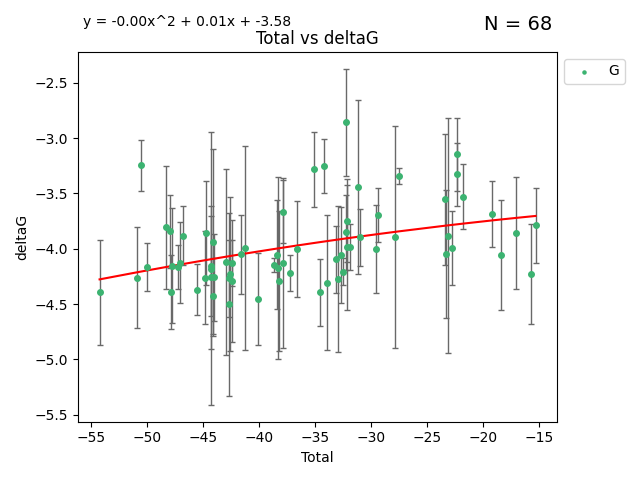 y = -0.00x^2 + 0.01x + -3.58
N = 68
Total vs deltaG
G
deltaG
−2.5
−3.0
−3.5
−4.0
−4.5
−5.0
−5.5
−55 −50 −45 −40 −35 −30 −25 −20 −15
Total